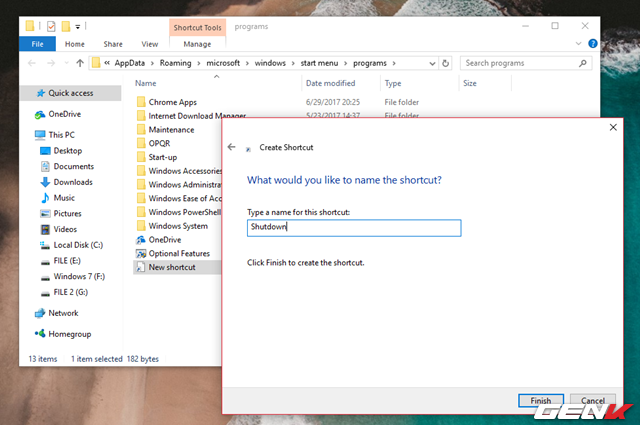 Shortcut Tools programs
File Home Share View Manage
« AppData › Roaming › microsoft › windows › start menu › programs › Search programs
Name Date modified Type Size
Quick access
OneDrive
This PC
Desktop
Documents
Downloads
Music
Pictures
Videos
Local Disk (C:)
FILE (E:)
Windows 7 (F:)
FILE 2 (G:)
Network
Homegroup
Chrome Apps 6/29/2017 20:25 File folder
Internet Download Manager 5/23/2017 14:37 File folder
Maintenance
OPQR
Start-up
Windows Accessories
Windows Administra
Windows Ease of Acce
Windows PowerShell
Windows System
OneDrive
Optional Features
New shortcut
13 items 1 item selected 182 bytes
Create Shortcut
What would you like to name the shortcut?
Type a name for this shortcut:
Shutdown
Click Finish to create the shortcut.
Finish Cancel
GENK